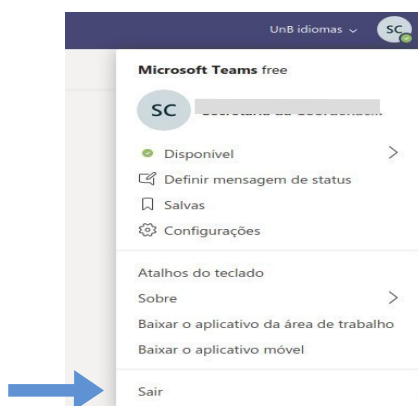 UnB idiomas
SC
Microsoft Teams free
SC
Disponível
Definir mensagem de status
Salvas
Configurações
Atalhos do teclado
Sobre
Baixar o aplicativo da área de trabalho
Baixar o aplicativo móvel
Sair